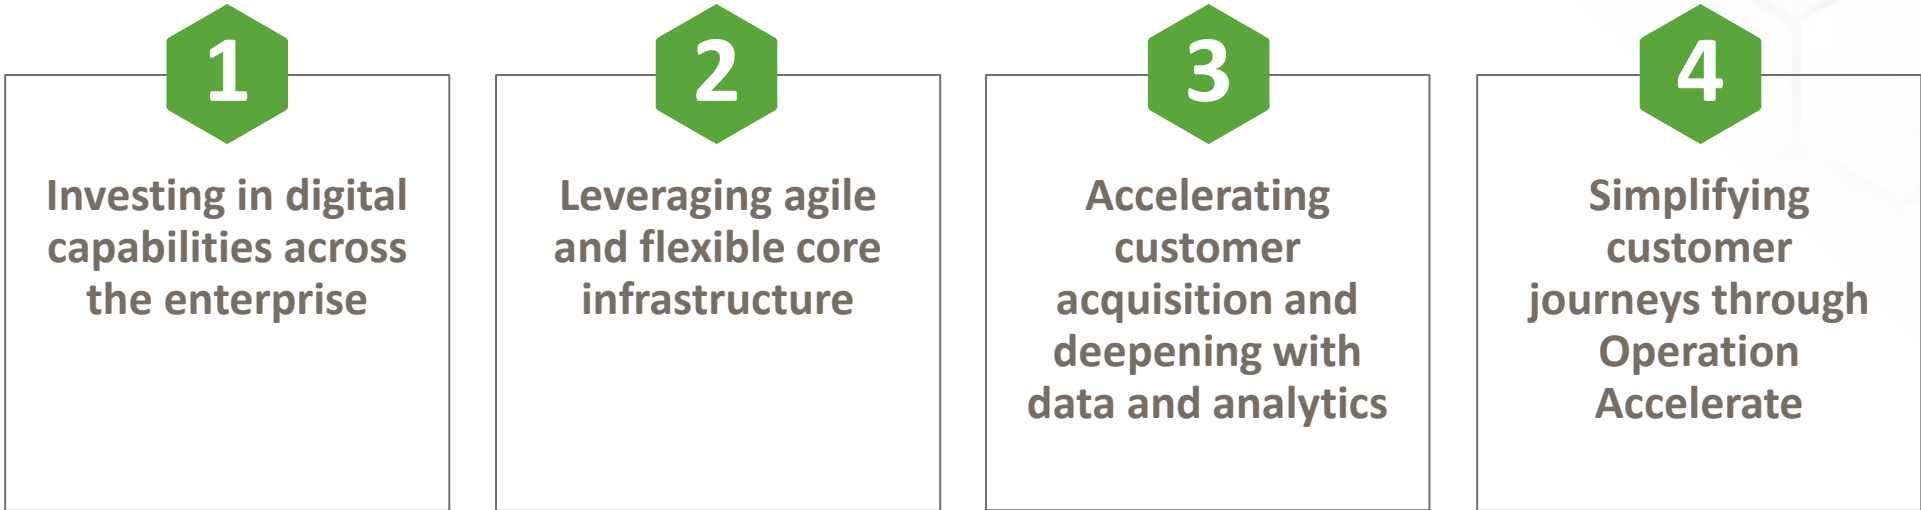 1
Investing in digital
capabilities across
the enterprise
2
Leveraging agile
and flexible core
infrastructure
3
Accelerating
customer
acquisition and
deepening with
data and analytics
4
Simplifying
customer
journeys through
Operation
Accelerate